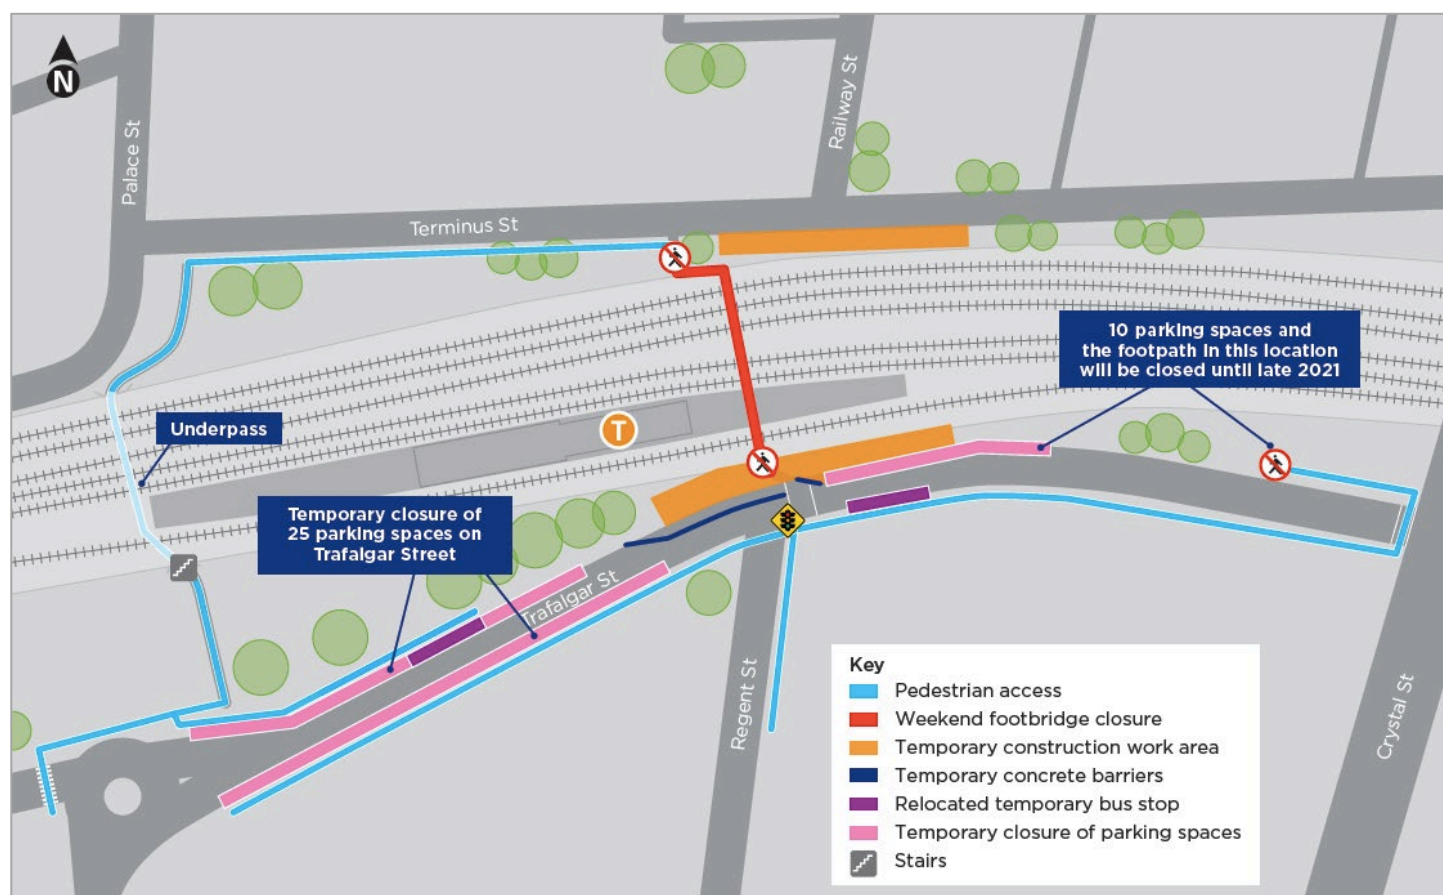 N
Palace St
Railway St
Terminus St
10 parking spaces and
the footpath in this location
will be closed until late 2021
Underpass
T
Temporary closure of
25 parking spaces on
Trafalgar Street
Trafalgar St
Regent St
Crystal St
Key
Pedestrian access
Weekend footbridge closure
Temporary construction work area
Temporary concrete barriers
Relocated temporary bus stop
Temporary closure of parking spaces
Stairs